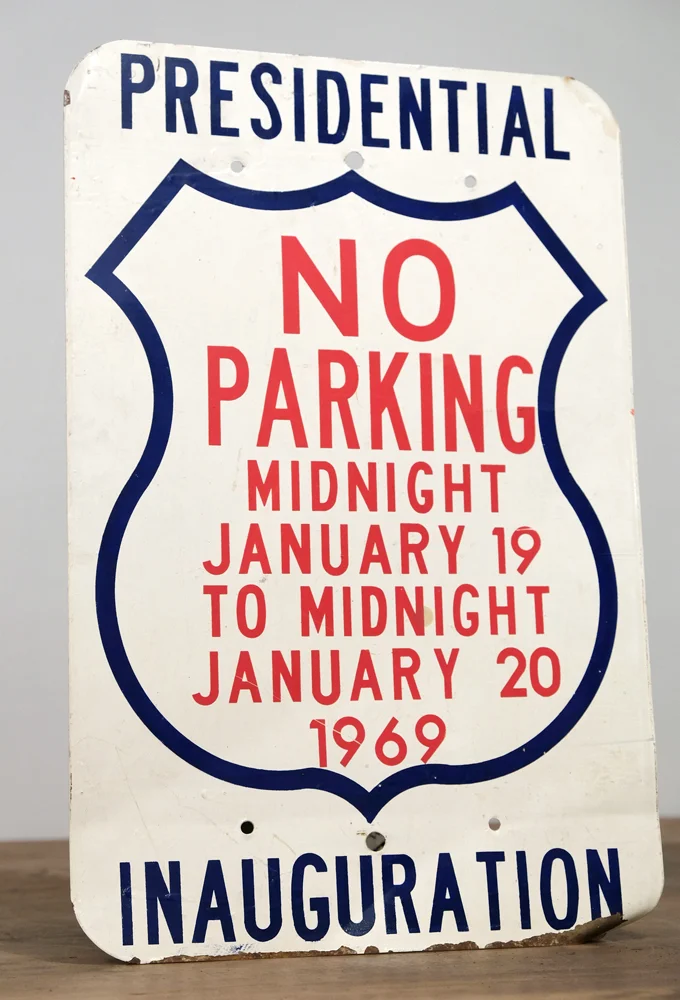 PRESIDENTIAL
NO
PARKING
MIDNIGHT
JANUARY 19
TO MIDNIGHT
JANUARY 20
1969
INAUGURATION